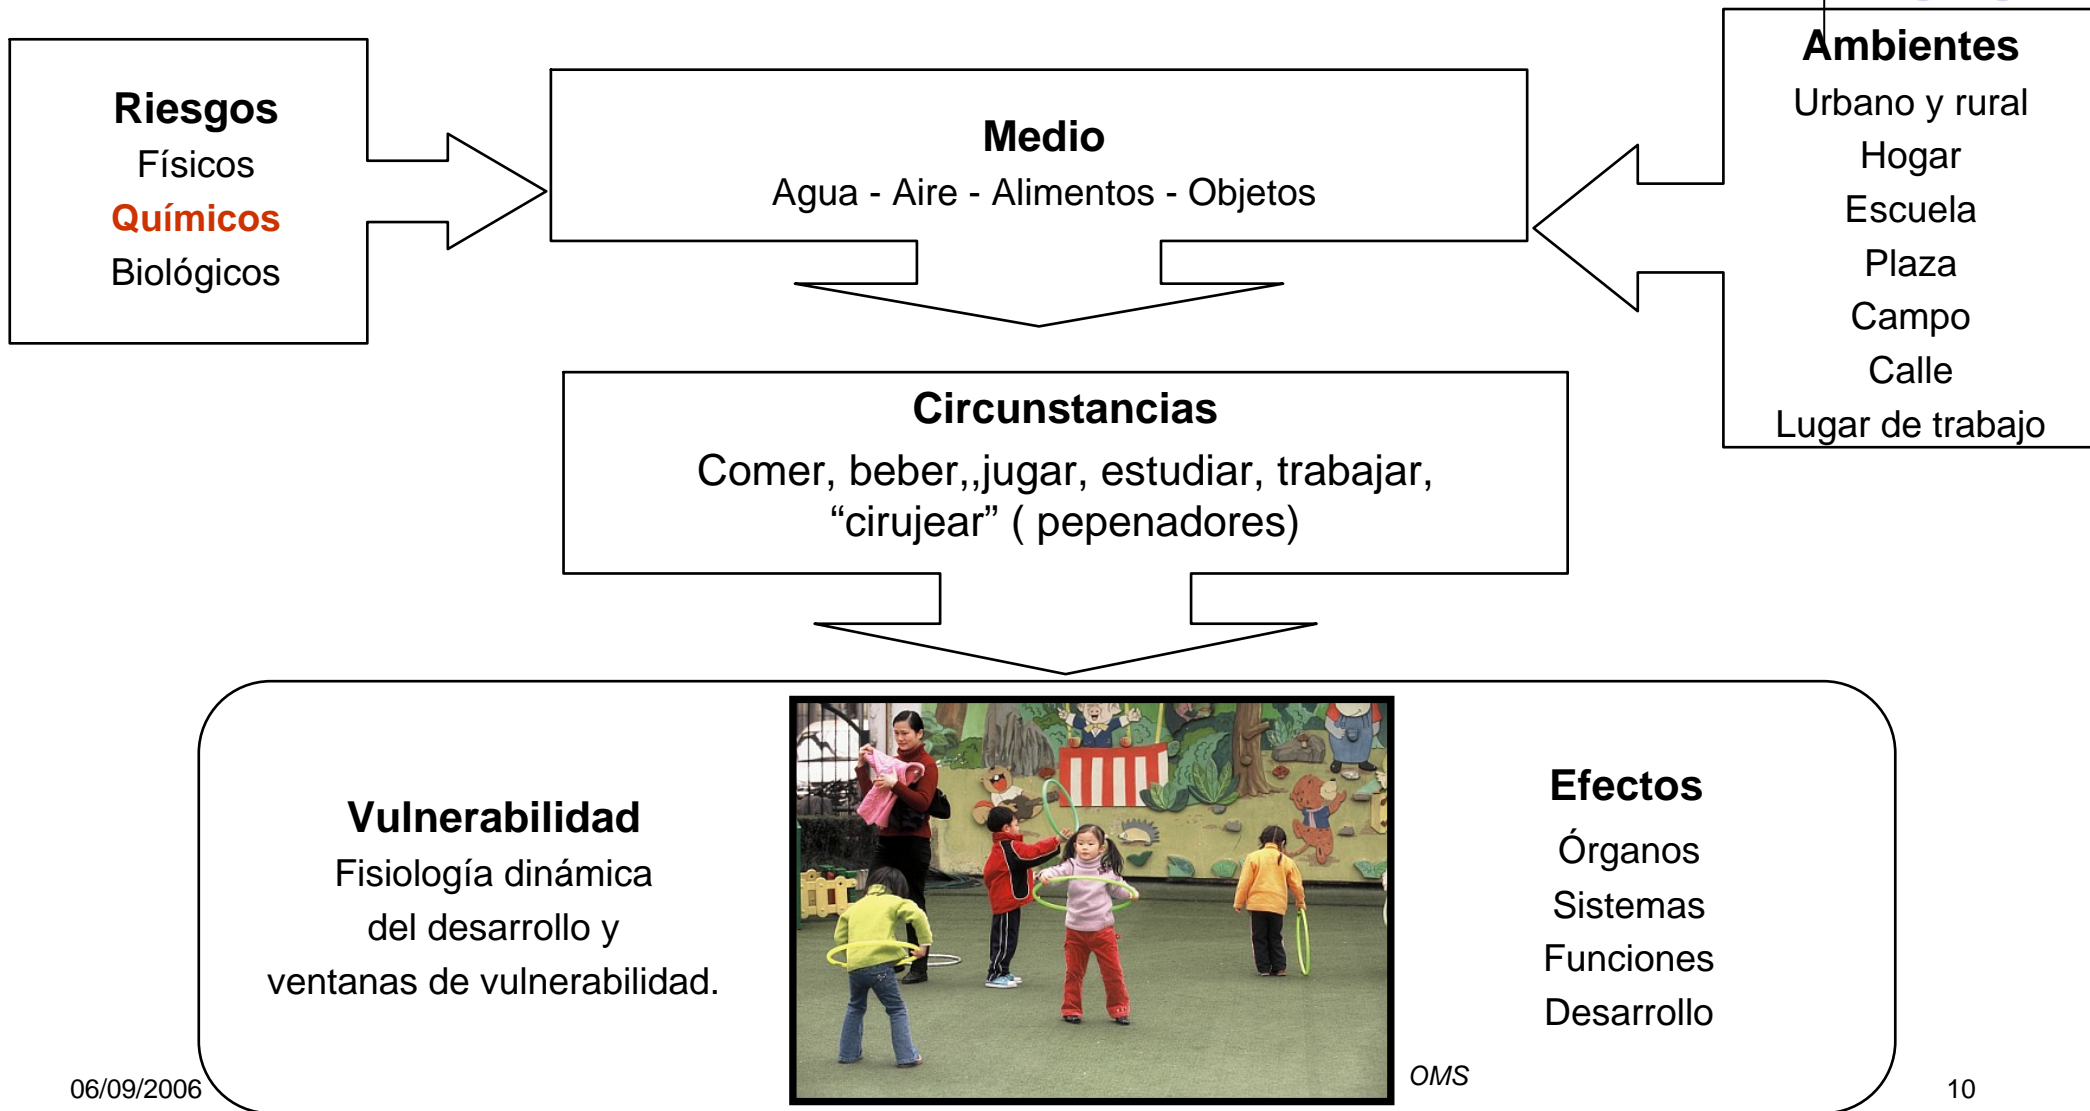 Riesgos
Físicos
Químicos
Biológicos
Medio
Agua - Aire - Alimentos - Objetos
Ambientes
Urbano y rural
Hogar
Escuela
Plaza
Campo
Calle
Lugar de trabajo
Circunstancias
Comer, beber,,jugar, estudiar, trabajar,
“cirujear” ( pepenadores)
Vulnerabilidad
Fisiología dinámica
del desarrollo y
ventanas de vulnerabilidad.
Efectos
Órganos
Sistemas
Funciones
Desarrollo
06/09/2006
OMS
10